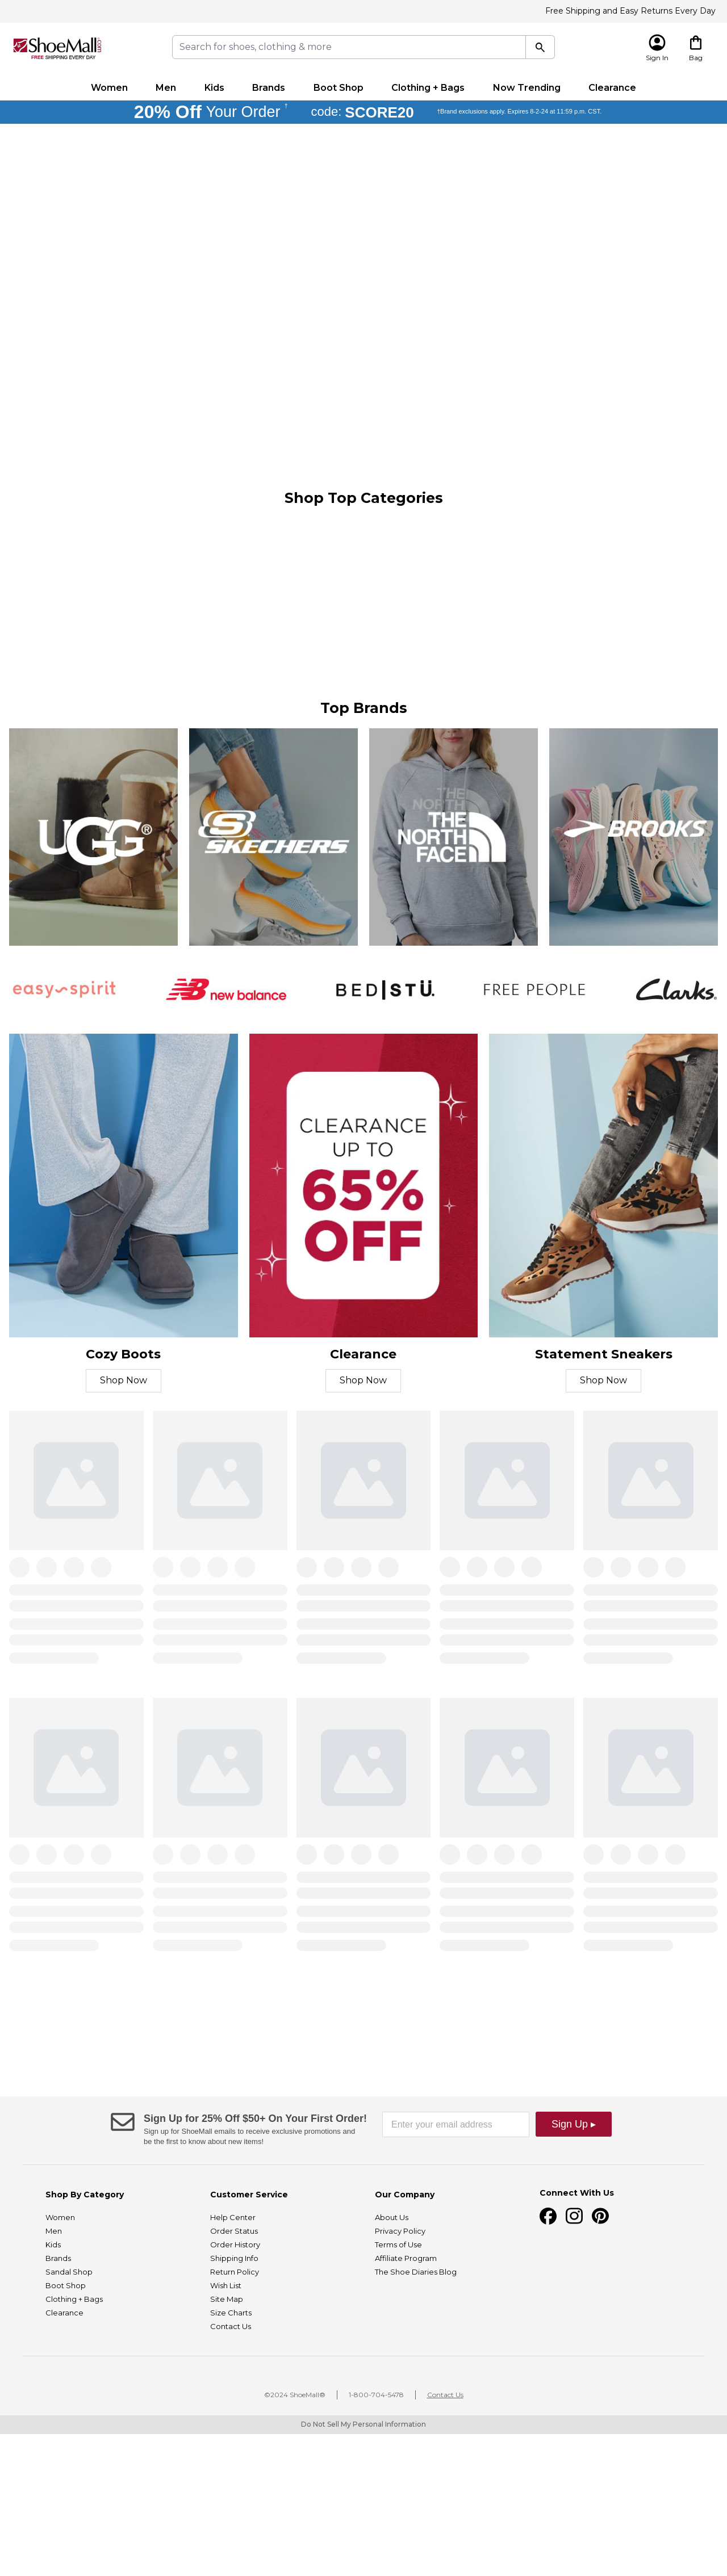 Free Shipping and Easy Returns Every Day
ShoeMall.com
FREE SHIPPING EVERY DAY
Search for shoes, clothing & more
Sign In
Bag
Women Men Kids Brands Boot Shop Clothing + Bags Now Trending Clearance
20% Off Your Order † code: SCORE20 †Brand exclusions apply. Expires 8-2-24 at 11:59 p.m. CST.
Shop Top Categories
Top Brands
UGG®
SKECHERS
THE NORTH
THE NORTH FACE
BROOKS
easy spirit
NB new balance
BED|STÜ.
FREE PEOPLE
Clarks.
CLEARANCE
UP TO
65%
OFF
Cozy Boots
Shop Now
Clearance
Shop Now
Statement Sneakers
Shop Now
Sign Up for 25% Off $50+ On Your First Order!
Sign up for ShoeMall emails to receive exclusive promotions and
be the first to know about new items!
Enter your email address
Sign Up ▸
Shop By Category
Women
Men
Kids
Brands
Sandal Shop
Boot Shop
Clothing + Bags
Clearance
Customer Service
Help Center
Order Status
Order History
Shipping Info
Return Policy
Wish List
Site Map
Size Charts
Contact Us
Our Company
About Us
Privacy Policy
Terms of Use
Affiliate Program
The Shoe Diaries Blog
Connect With Us
©2024 ShoeMall® | 1-800-704-5478 | Contact Us
Do Not Sell My Personal Information